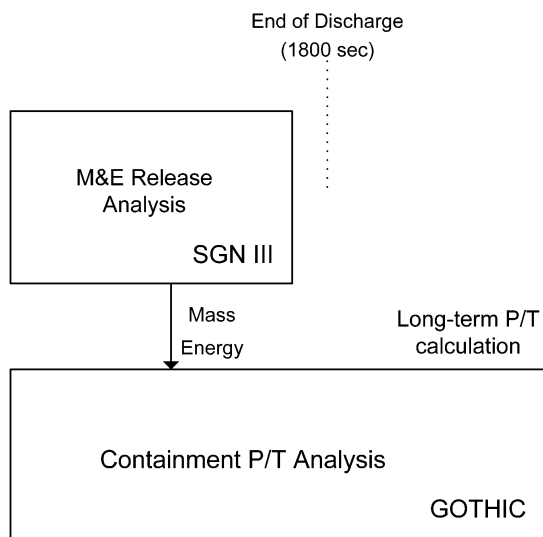 End of Discharge
(1800 sec)
M&E Release
Analysis
SGN III
Mass
Energy
Long-term P/T
calculation
Containment P/T Analysis
GOTHIC